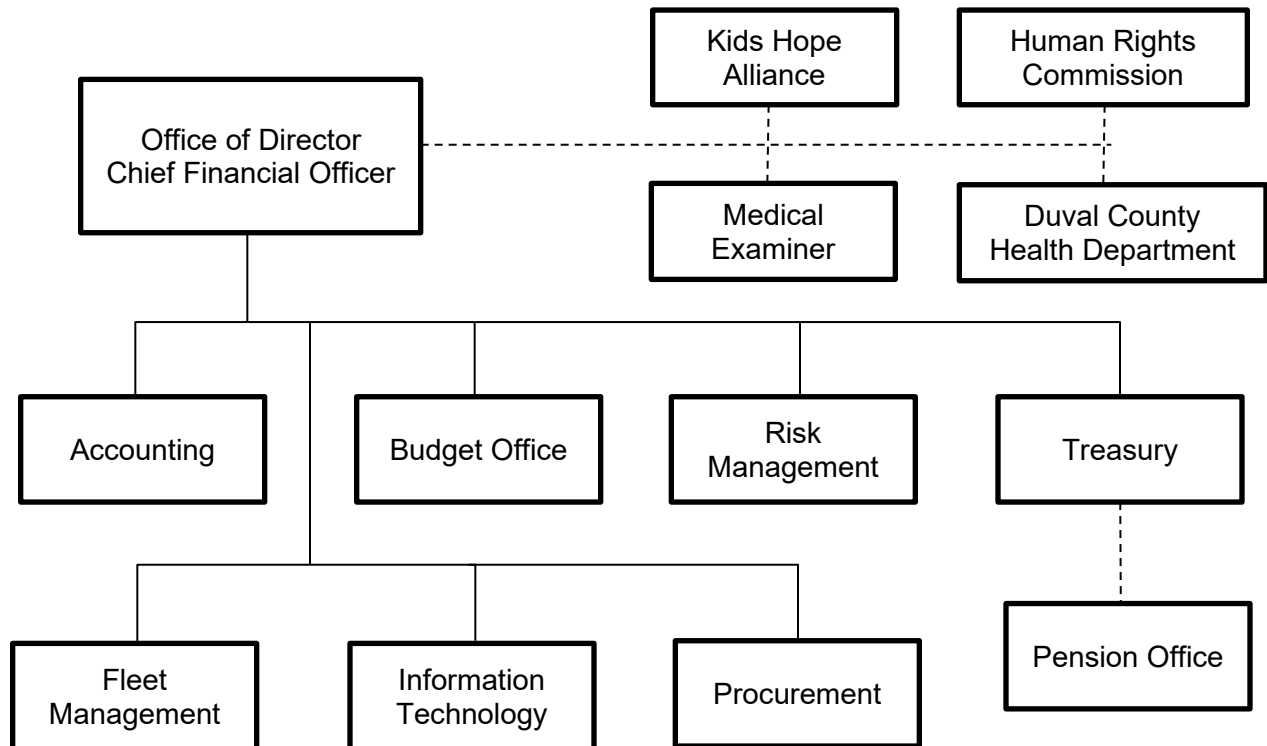 Kids Hope
Alliance
Human Rights
Commission
Office of Director
Chief Financial Officer
Medical
Examiner
Duval County
Health Department
Accounting
Budget Office
Risk
Management
Treasury
Fleet
Management
Information
Technology
Procurement
Pension Office